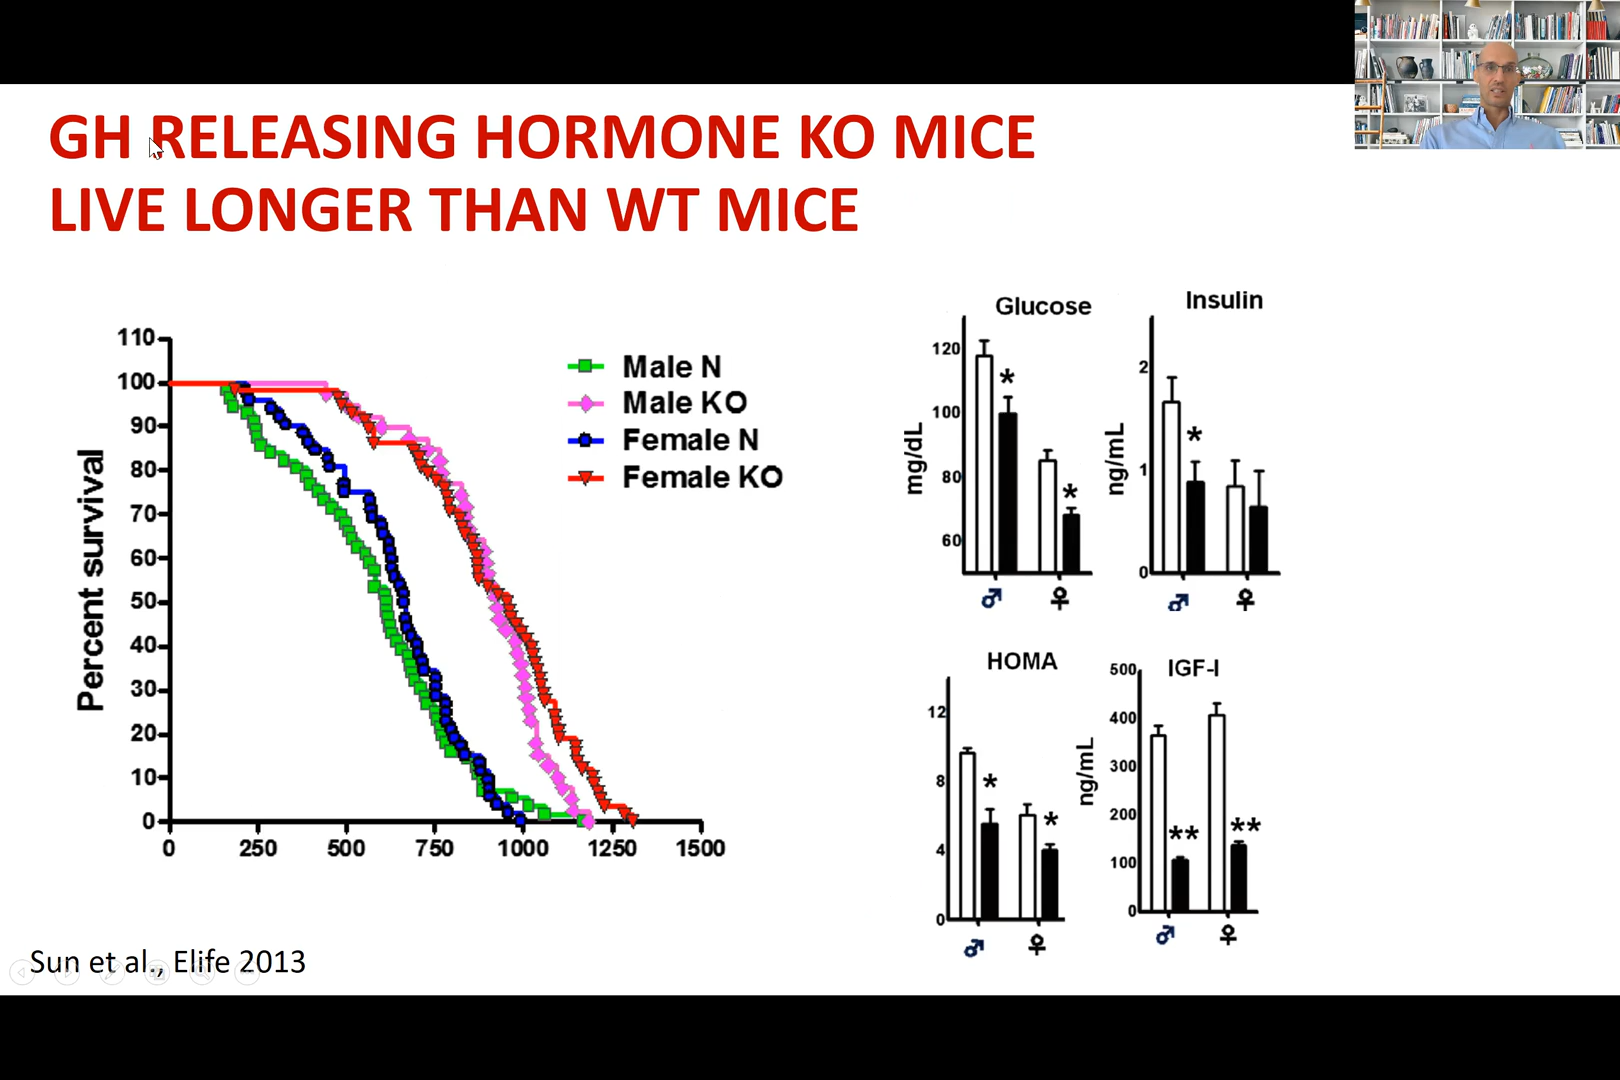 GH RELEASING HORMONE KO MICE
LIVE LONGER THAN WT MICE
Percent survival
110
100
90
80
70
60
50
40
30
20
10
0
0 250 500 750 1000 1250 1500
Male N
Male KO
Female N
Female KO
Glucose
mg/dL
120
100
80
60
*
*
♂ ♀
Insulin
ng/mL
2
1
0
*
♂ ♀
HOMA
12
8
4
0
*
*
♂ ♀
IGF-I
ng/mL
500
400
300
200
100
0
**
**
♂ ♀
Sun et al., Elife 2013